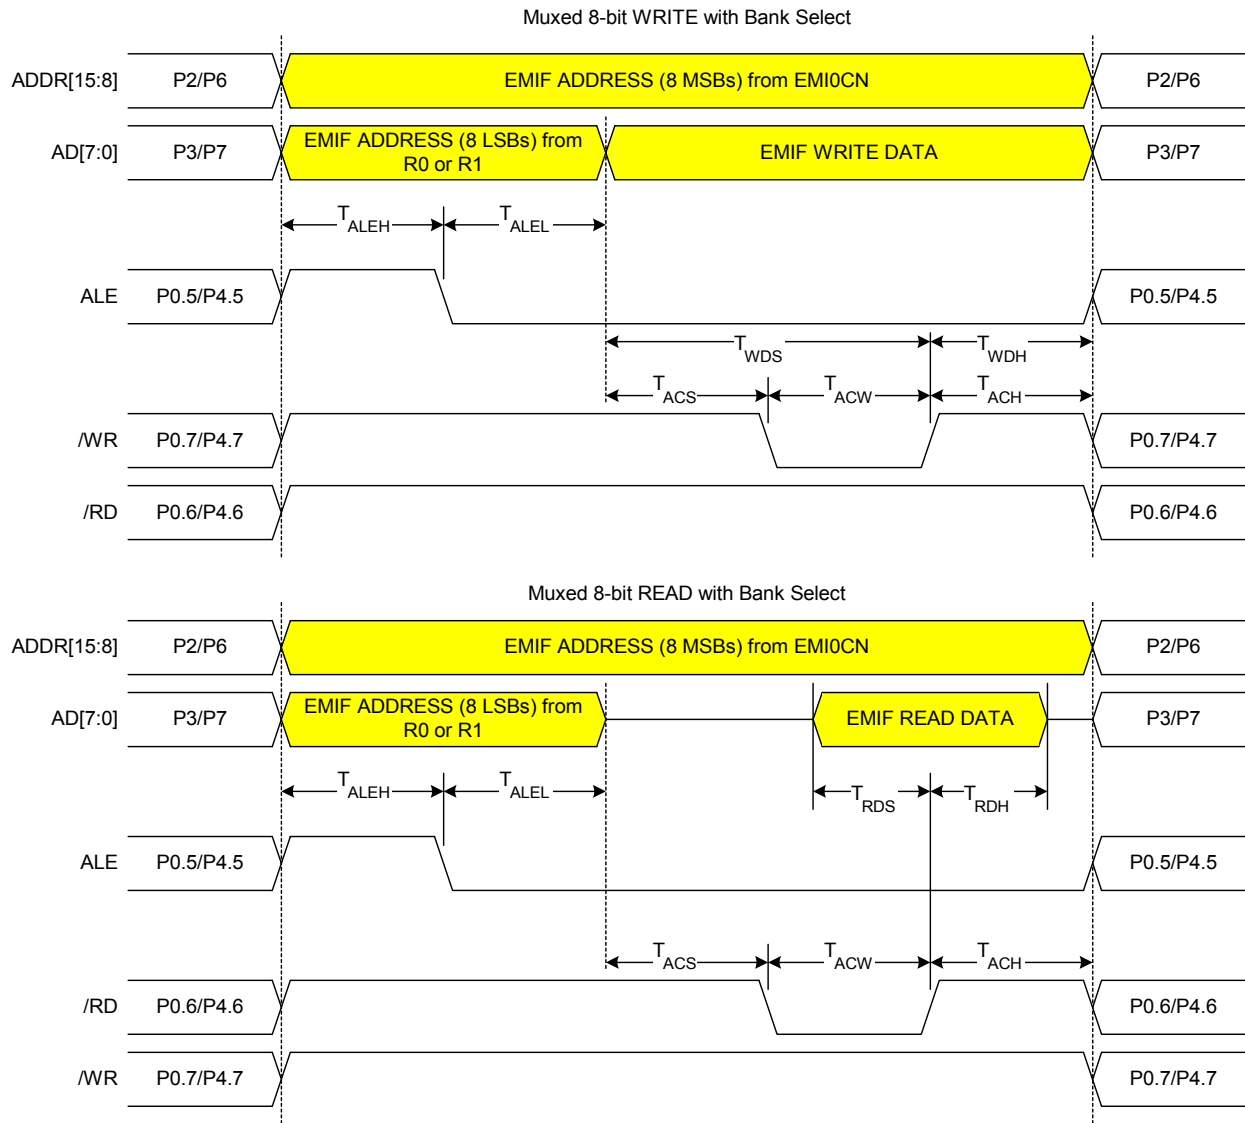 Muxed 8-bit WRITE with Bank Select
ADDR[15:8] P2/P6 EMIF ADDRESS (8 MSBs) from EMI0CN P2/P6
AD[7:0] P3/P7 EMIF ADDRESS (8 LSBs) from
R0 or R1 EMIF WRITE DATA P3/P7
TALEH TALEL
ALE P0.5/P4.5 P0.5/P4.5
TWDS TWDH
TACS TACW TACH
/WR P0.7/P4.7 P0.7/P4.7
/RD P0.6/P4.6 P0.6/P4.6
Muxed 8-bit READ with Bank Select
ADDR[15:8] P2/P6 EMIF ADDRESS (8 MSBs) from EMI0CN P2/P6
AD[7:0] P3/P7 EMIF ADDRESS (8 LSBs) from
R0 or R1 EMIF READ DATA P3/P7
TALEH TALEL TRDS TRDH
ALE P0.5/P4.5 P0.5/P4.5
TACS TACW TACH
/RD P0.6/P4.6 P0.6/P4.6
/WR P0.7/P4.7 P0.7/P4.7